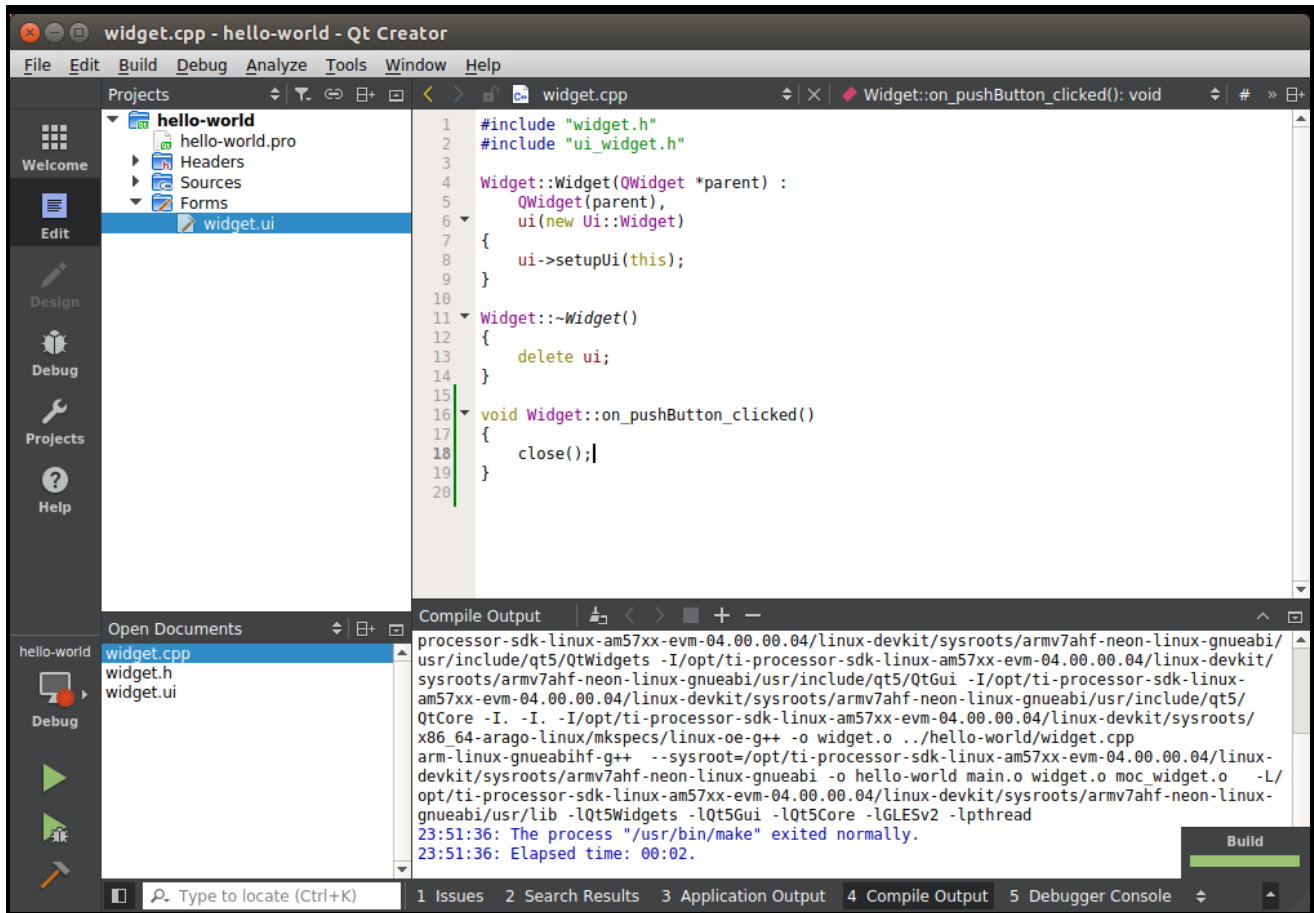 widget.cpp - hello-world - Qt Creator
File Edit Build Debug Analyze Tools Window Help
Projects
widget.cpp
Widget::on_pushButton_clicked(): void
#
»
Welcome
Edit
Design
Debug
Projects
Help
hello-world
Debug
hello-world
hello-world.pro
Headers
Sources
Forms
widget.ui
Open Documents
widget.cpp
widget.h
widget.ui
1 #include "widget.h"
2 #include "ui_widget.h"
3
4 Widget::Widget(QWidget *parent) :
5     QWidget(parent),
6     ui(new Ui::Widget)
7 {
8     ui->setupUi(this);
9 }
10
11 Widget::~Widget()
12 {
13     delete ui;
14 }
15
16 void Widget::on_pushButton_clicked()
17 {
18     close();
19 }
20
Compile Output
processor-sdk-linux-am57xx-evm-04.00.00.04/linux-devkit/sysroots/armv7ahf-neon-linux-gnueabi/
usr/include/qt5/QtWidgets -I/opt/ti-processor-sdk-linux-am57xx-evm-04.00.00.04/linux-devkit/
sysroots/armv7ahf-neon-linux-gnueabi/usr/include/qt5/QtGui -I/opt/ti-processor-sdk-linux-
am57xx-evm-04.00.00.04/linux-devkit/sysroots/armv7ahf-neon-linux-gnueabi/usr/include/qt5/
QtCore -I. -I. -I/opt/ti-processor-sdk-linux-am57xx-evm-04.00.00.04/linux-devkit/sysroots/
x86_64-arago-linux/mkspecs/linux-oe-g++ -o widget.o ../hello-world/widget.cpp
arm-linux-gnueabihf-g++  --sysroot=/opt/ti-processor-sdk-linux-am57xx-evm-04.00.00.04/linux-
devkit/sysroots/armv7ahf-neon-linux-gnueabi -o hello-world main.o widget.o moc_widget.o   -L/
opt/ti-processor-sdk-linux-am57xx-evm-04.00.00.04/linux-devkit/sysroots/armv7ahf-neon-linux-
gnueabi/usr/lib -lQt5Widgets -lQt5Gui -lQt5Core -lGLESv2 -lpthread
23:51:36: The process "/usr/bin/make" exited normally.
23:51:36: Elapsed time: 00:02.
Build
Type to locate (Ctrl+K)
1 Issues 2 Search Results 3 Application Output 4 Compile Output 5 Debugger Console